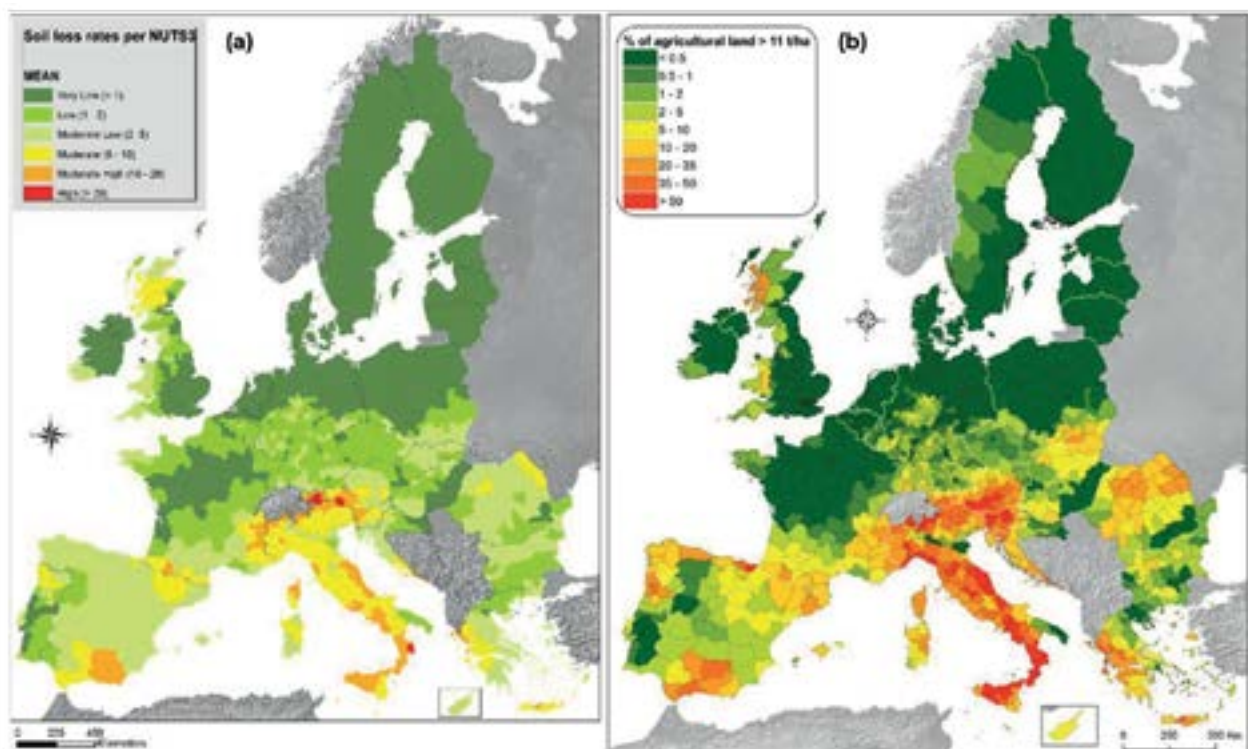 Soil loss rates per NUTS3
(a)
MEAN
Very Low (< 1)
Low (1 - 2)
Moderate Low (2 - 5)
Moderate (5 - 10)
Moderate High (10 - 20)
High (> 20)
Kilometers
% of agricultural land > 11 t/ha
(b)
< 0.5
0.5 - 1
1 - 2
2 - 5
5 - 10
10 - 20
20 - 35
35 - 50
> 50
0